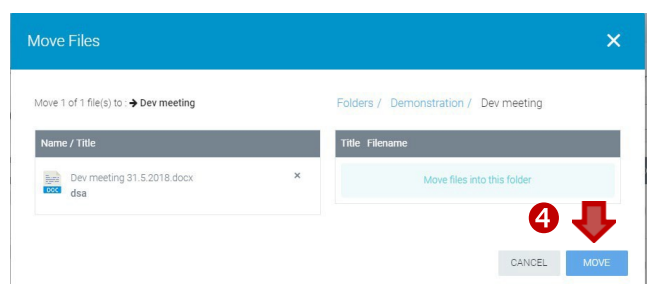 Move Files
Move 1 of 1 file(s) to : ➔ Dev meeting
Folders / Demonstration / Dev meeting
Name / Title
Title Filename
Dev meeting 31.5.2018.docx
DOC
dsa
Move files into this folder
4
CANCEL
MOVE